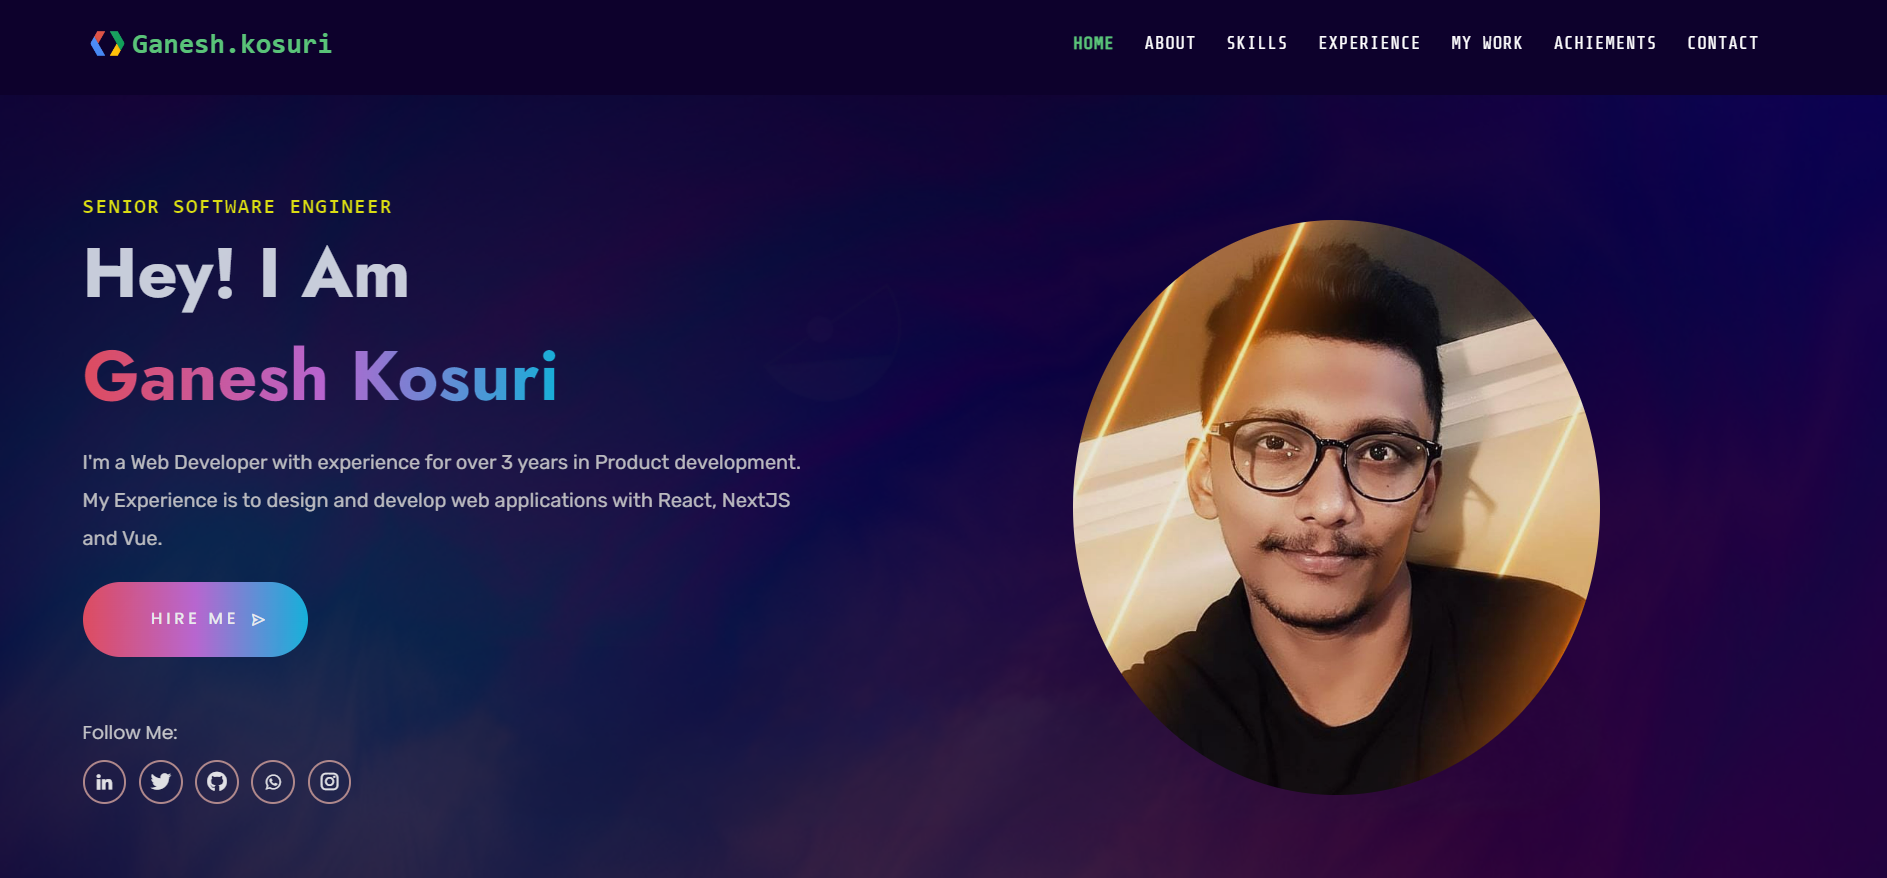 Ganesh.kosuri
HOME ABOUT SKILLS EXPERIENCE MY WORK ACHIEMENTS CONTACT
SENIOR SOFTWARE ENGINEER
Hey! I Am
Ganesh Kosuri
I'm a Web Developer with experience for over 3 years in Product development.
My Experience is to design and develop web applications with React, NextJS
and Vue.
HIRE ME
Follow Me:
in